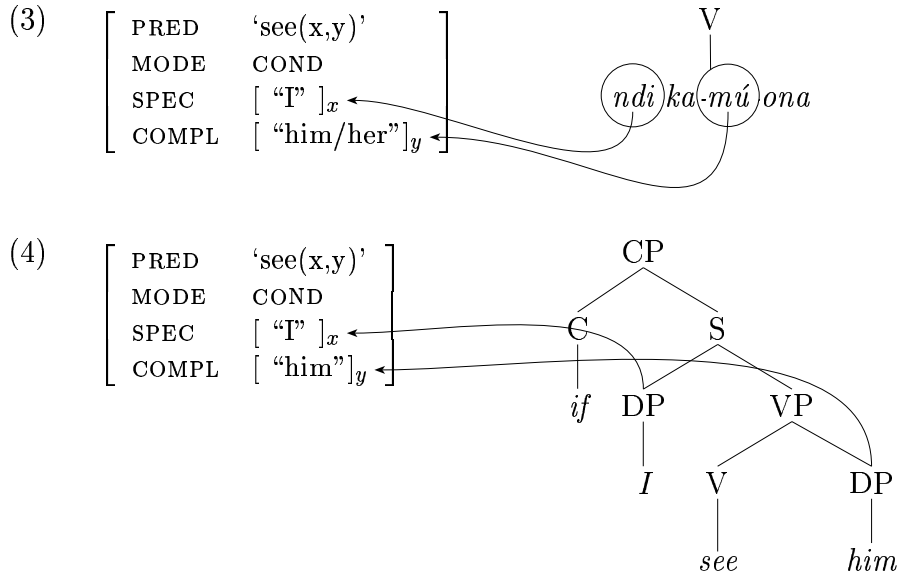 (3)
PRED ‘see(x,y)’
MODE COND
SPEC [ “I” ]x
COMPL [ “him/her”]y
V
ndi ka-mú ona
(4)
PRED ‘see(x,y)’
MODE COND
SPEC [ “I” ]x
COMPL [ “him”]y
CP
C S
if DP VP
I V DP
see him